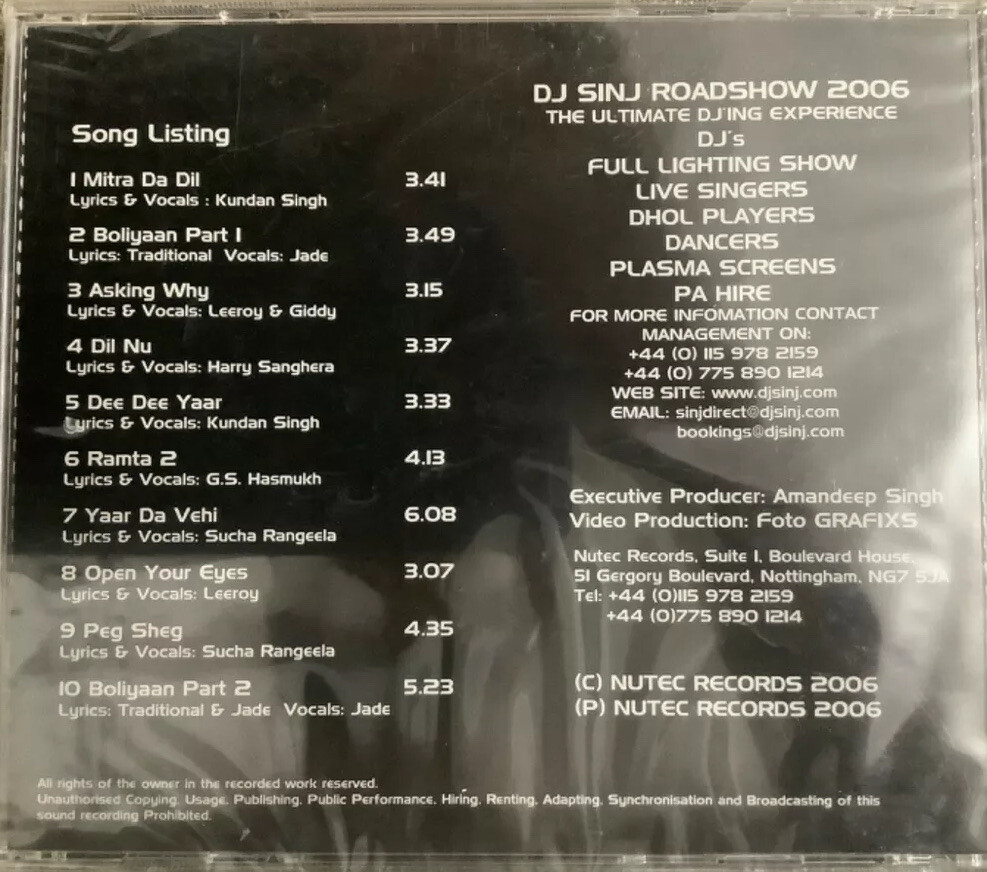 Song Listing
1 Mitra Da Dil 3.41
Lyrics & Vocals : Kundan Singh
2 Boliyaan Part 1 3.49
Lyrics: Traditional Vocals: Jade
3 Asking Why 3.15
Lyrics & Vocals: Leeroy & Giddy
4 Dil Nu 3.37
Lyrics & Vocals: Harry Sanghera
5 Dee Dee Yaar 3.33
Lyrics & Vocals: Kundan Singh
6 Ramta 2 4.13
Lyrics & Vocals: G.S. Hasmukh
7 Yaar Da Vehi 6.08
Lyrics & Vocals: Sucha Rangeela
8 Open Your Eyes 3.07
Lyrics & Vocals: Leeroy
9 Peg Sheg 4.35
Lyrics & Vocals: Sucha Rangeela
10 Boliyaan Part 2 5.23
Lyrics: Traditional & Jade Vocals: Jade
DJ SINJ ROADSHOW 2006
THE ULTIMATE DJ'ING EXPERIENCE
DJ's
FULL LIGHTING SHOW
LIVE SINGERS
DHOL PLAYERS
DANCERS
PLASMA SCREENS
PA HIRE
FOR MORE INFOMATION CONTACT
MANAGEMENT ON:
+44 (0) 115 978 2159
+44 (0) 775 890 1214
WEB SITE: www.djsinj.com
EMAIL: sinjdirect@djsinj.com
bookings@djsinj.com
Executive Producer: Amandeep Singh
Video Production: Foto GRAFIXS
Nutec Records, Suite 1, Boulevard House,
51 Gergory Boulevard, Nottingham, NG7 5JA
Tel: +44 (0)115 978 2159
+44 (0)775 890 1214
(C) NUTEC RECORDS 2006
(P) NUTEC RECORDS 2006
All rights of the owner in the recorded work reserved.
Unauthorised Copying, Usage, Publishing, Public Performance, Hiring, Renting, Adapting, Synchronisation and Broadcasting of this
sound recording Prohibited.